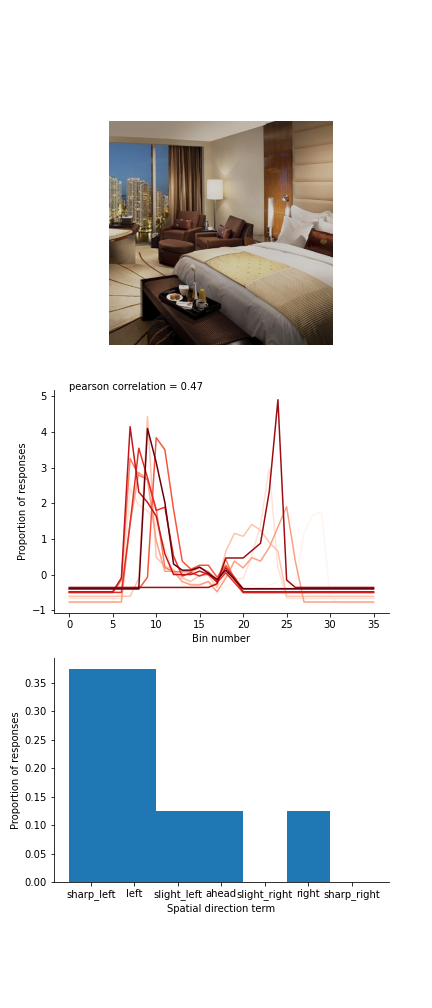 pearson correlation = 0.47
5
4
3
2
1
0
−1
Proportion of responses
0 5 10 15 20 25 30 35
Bin number
0.35
0.30
0.25
0.20
0.15
0.10
0.05
0.00
Proportion of responses
sharp_left left slight_left ahead slight_right right sharp_right
Spatial direction term